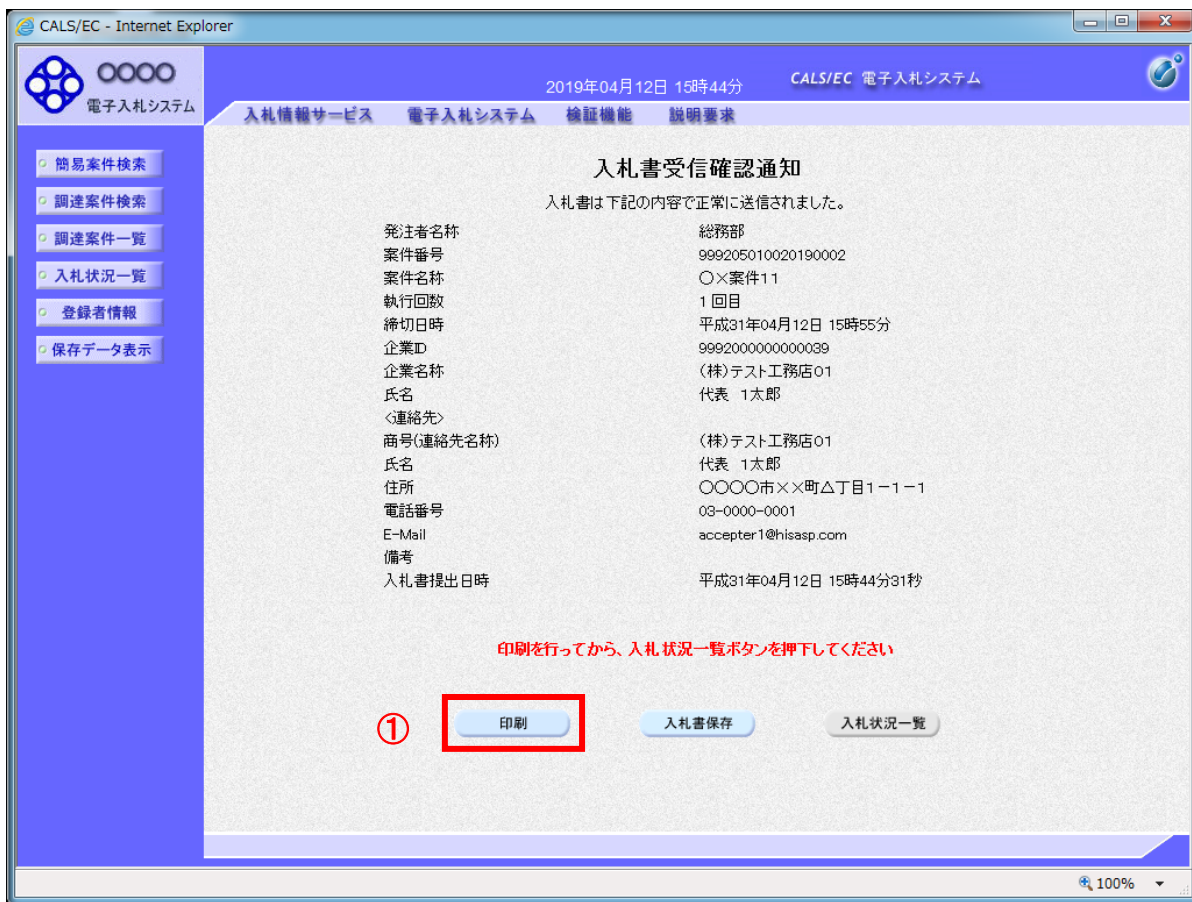 CALS/EC - Internet Explorer
○○○○
電子入札システム
2019年04月12日 15時44分
CALS/EC 電子入札システム
入札情報サービス 電子入札システム 検証機能 説明要求
簡易案件検索
調達案件検索
調達案件一覧
入札状況一覧
登録者情報
保存データ表示
入札書受信確認通知
入札書は下記の内容で正常に送信されました。
発注者名称 総務部
案件番号 999205010020190002
案件名称 ○×案件11
執行回数 1回目
締切日時 平成31年04月12日 15時55分
企業ID 9992000000000039
企業名称 (株)テスト工務店01
氏名 代表 1太郎
<連絡先>
商号(連絡先名称) (株)テスト工務店01
氏名 代表 1太郎
住所 ○○○○市××町△丁目1-1-1
電話番号 03-0000-0001
E-Mail accepter1@hisasp.com
備考
入札書提出日時 平成31年04月12日 15時44分31秒
印刷を行ってから、入札状況一覧ボタンを押下してください
① 印刷 入札書保存 入札状況一覧
100%